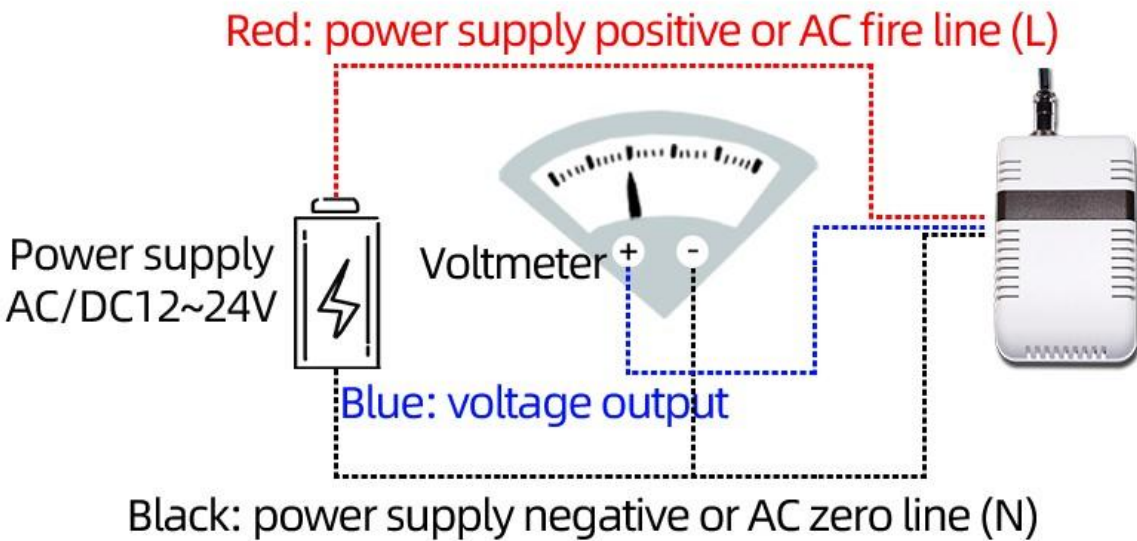 Red: power supply positive or AC fire line (L)
Power supply
AC/DC12~24V
Voltmeter
+ -
Blue: voltage output
Black: power supply negative or AC zero line (N)